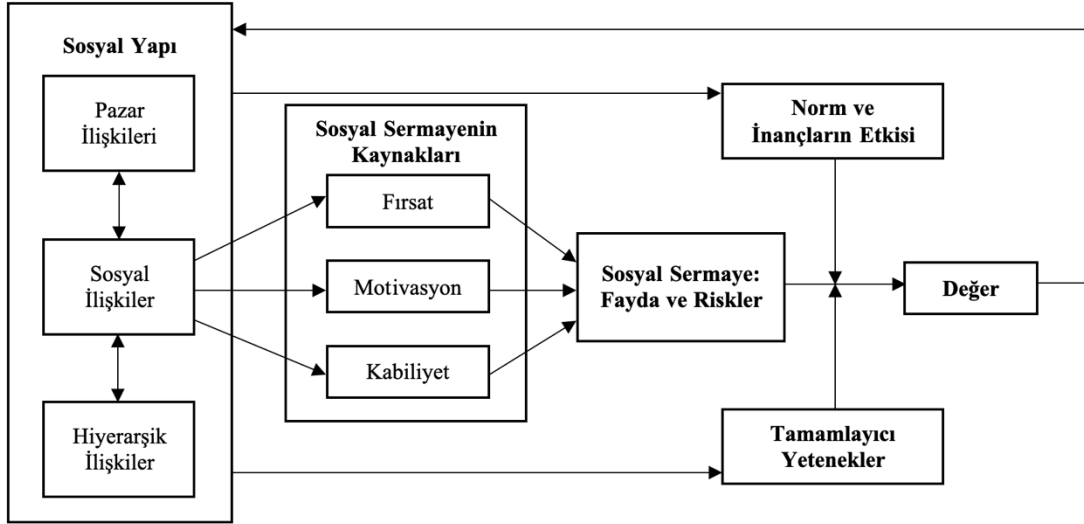 Sosyal Yapı
Pazar
İlişkileri
Sosyal
İlişkiler
Hiyerarşik
İlişkiler
Sosyal Sermayenin
Kaynakları
Fırsat
Motivasyon
Kabiliyet
Sosyal Sermaye:
Fayda ve Riskler
Norm ve
İnançların Etkisi
Tamamlayıcı
Yetenekler
Değer